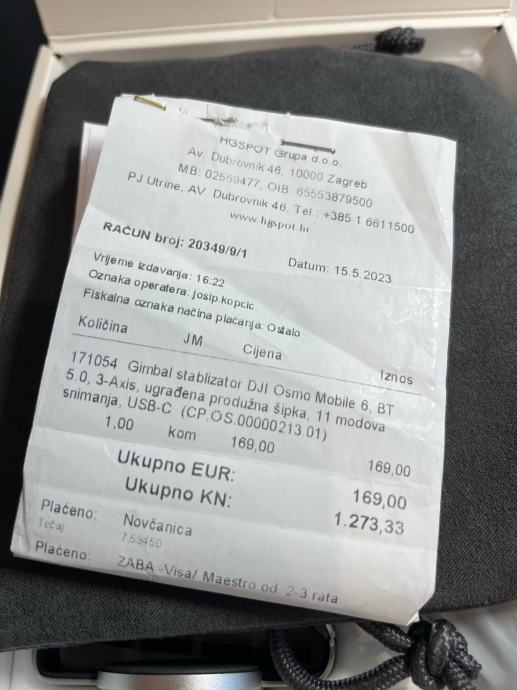 HGSPOT Grupa d.o.o.
Av. Dubrovnik 46, 10000 Zagreb
MB: 02569477, OIB: 65553879500
PJ Utrine, AV. Dubrovnik 46, Tel.: +385 1 6611500
www.hgspot.hr
RAČUN broj: 20349/9/1
Datum: 15.5.2023
Vrijeme izdavanja: 16:22
Oznaka operatera: josip.kopcic
Fiskalna oznaka načina plaćanja: Ostalo
Količina JM Cijena Iznos
171054 Gimbal stablizator DJI Osmo Mobile 6, BT
5.0, 3-Axis, ugrađena produžna šipka, 11 modova
snimanja, USB-C (CP.OS.00000213.01)
1,00 kom 169,00 169,00
Ukupno EUR: 169,00
Ukupno KN: 1.273,33
Plaćeno: Novčanica
Tečaj 7.53450
Plaćeno: ZABA -Visa/ Maestro od 2-3 rata